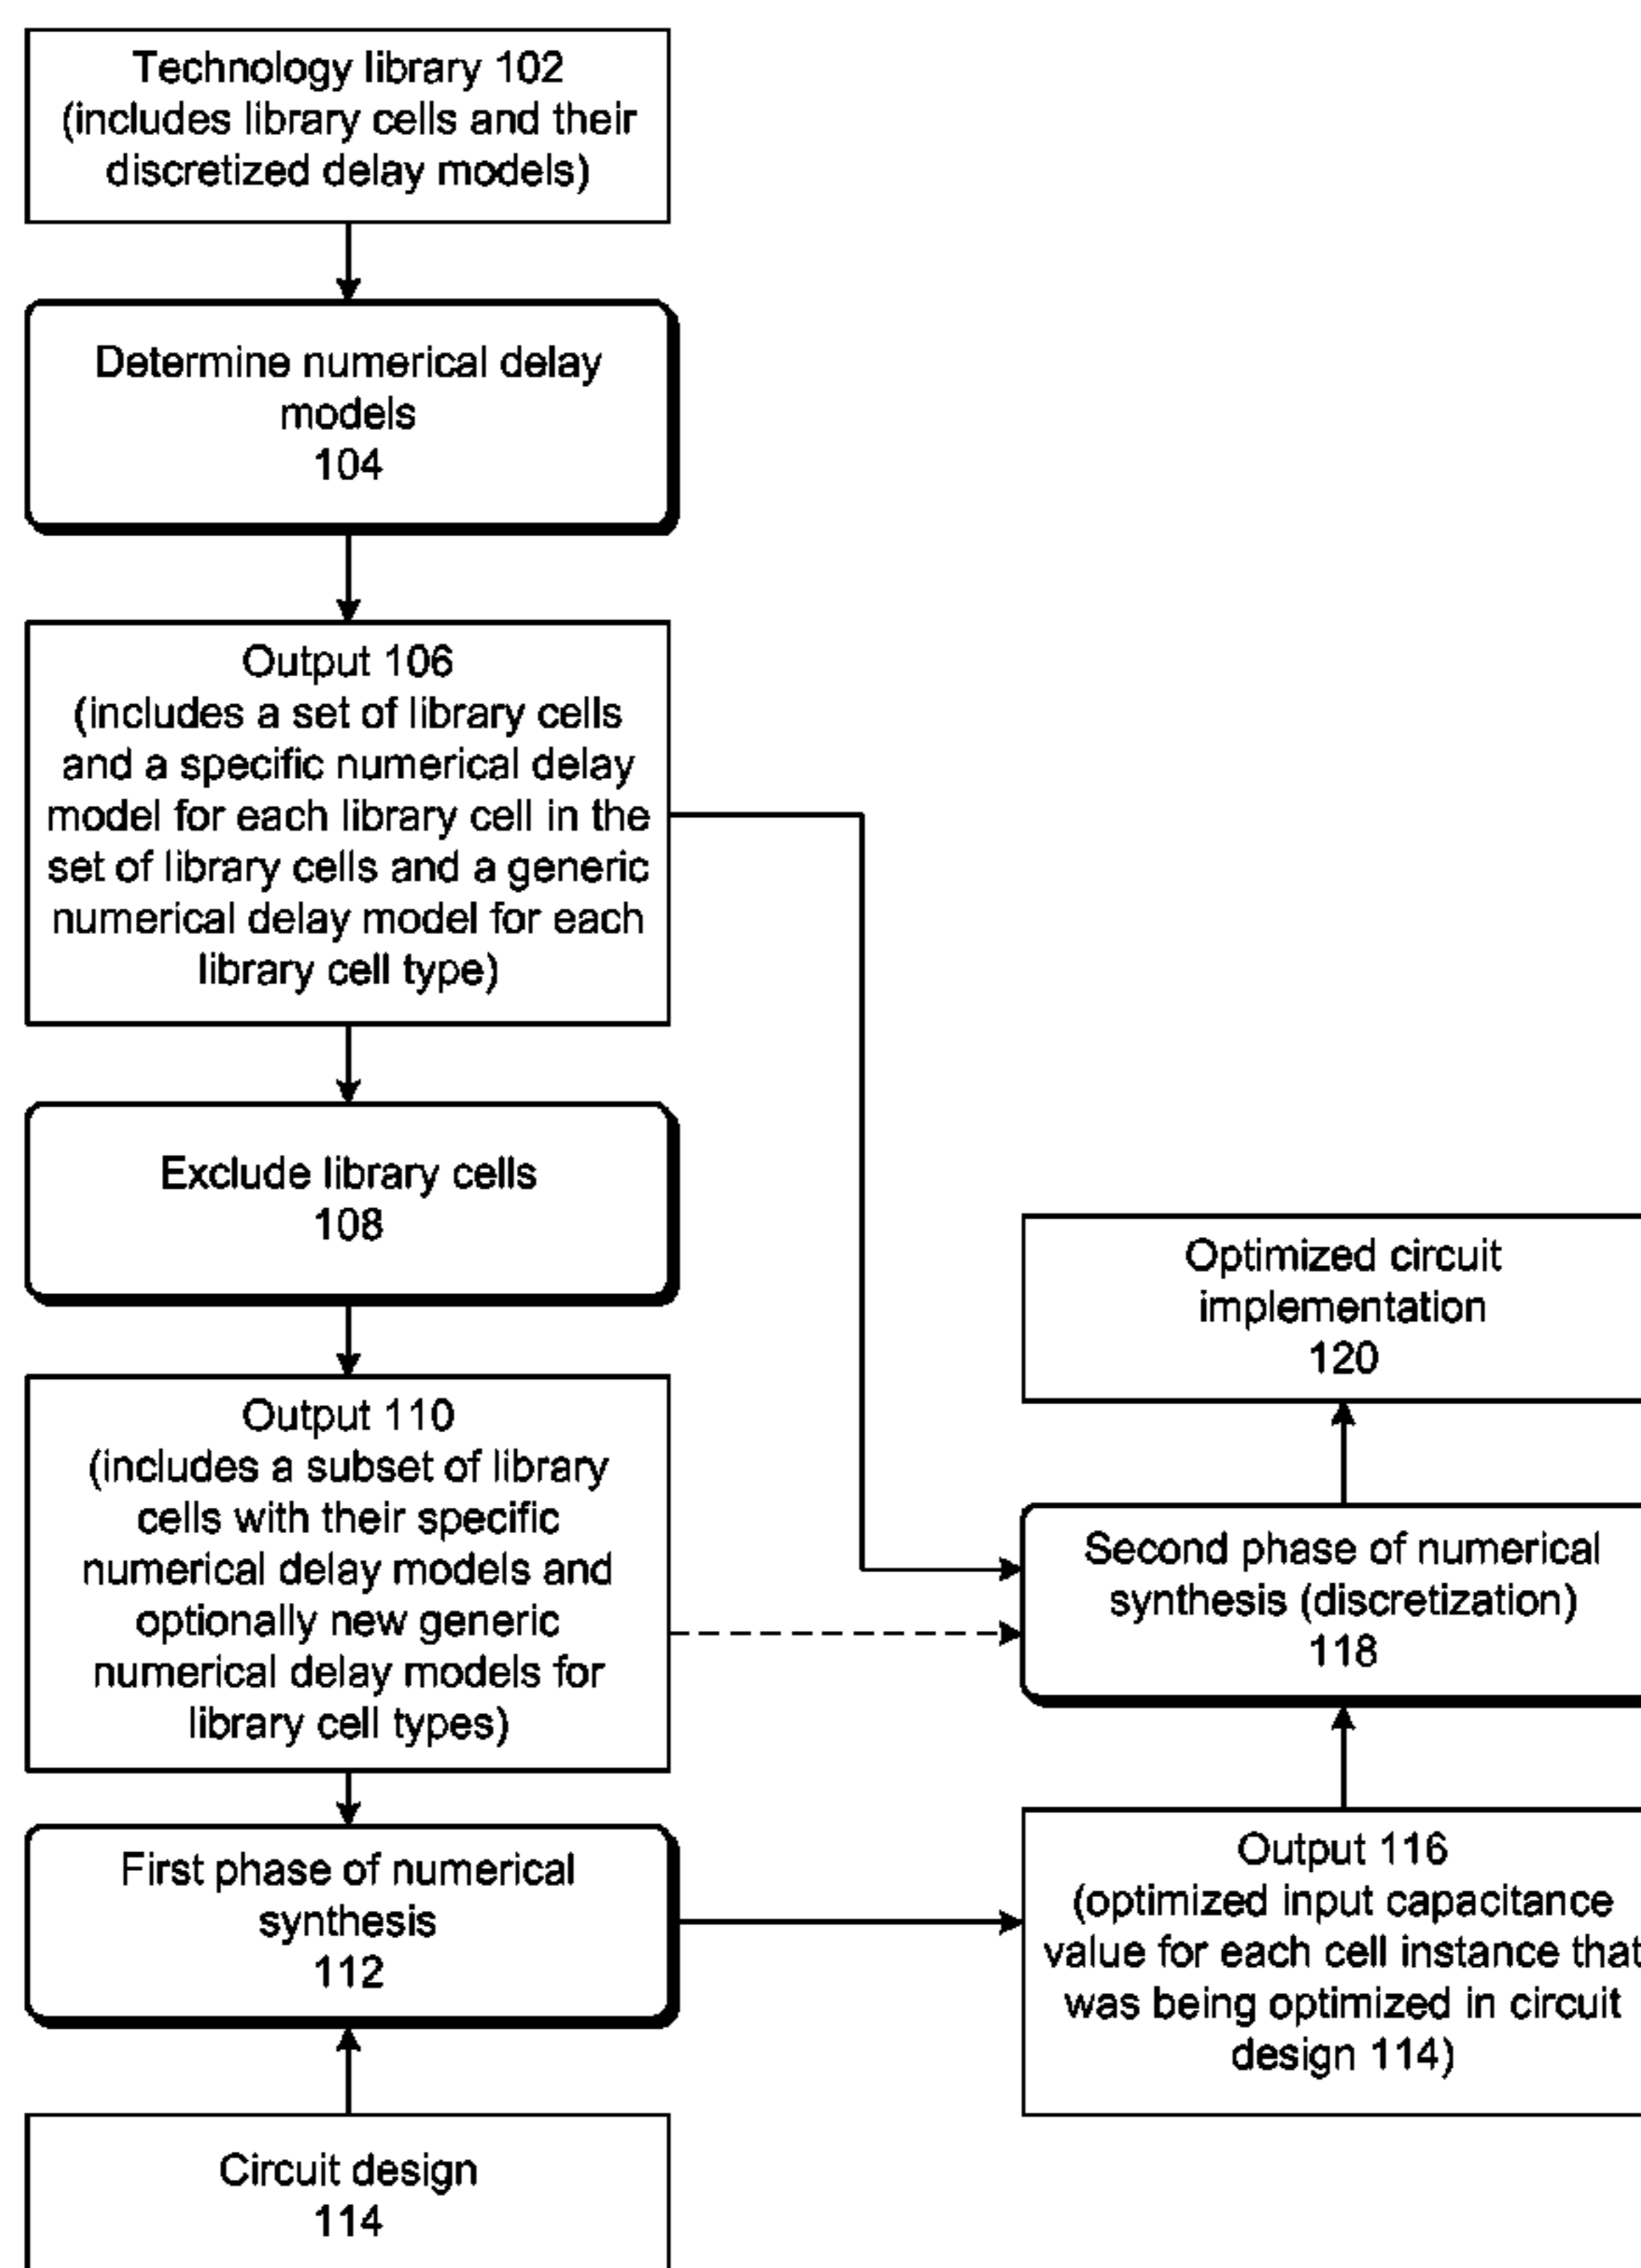 Technology library 102
(includes library cells and their
discretized delay models)
Determine numerical delay
models
104
Output 106
(includes a set of library cells
and a specific numerical delay
model for each library cell in the
set of library cells and a generic
numerical delay model for each
library cell type)
Exclude library cells
108
Output 110
(includes a subset of library
cells with their specific
numerical delay models and
optionally new generic
numerical delay models for
library cell types)
First phase of numerical
synthesis
112
Circuit design
114
Optimized circuit
implementation
120
Second phase of numerical
synthesis (discretization)
118
Output 116
(optimized input capacitance
value for each cell instance that
was being optimized in circuit
design 114)